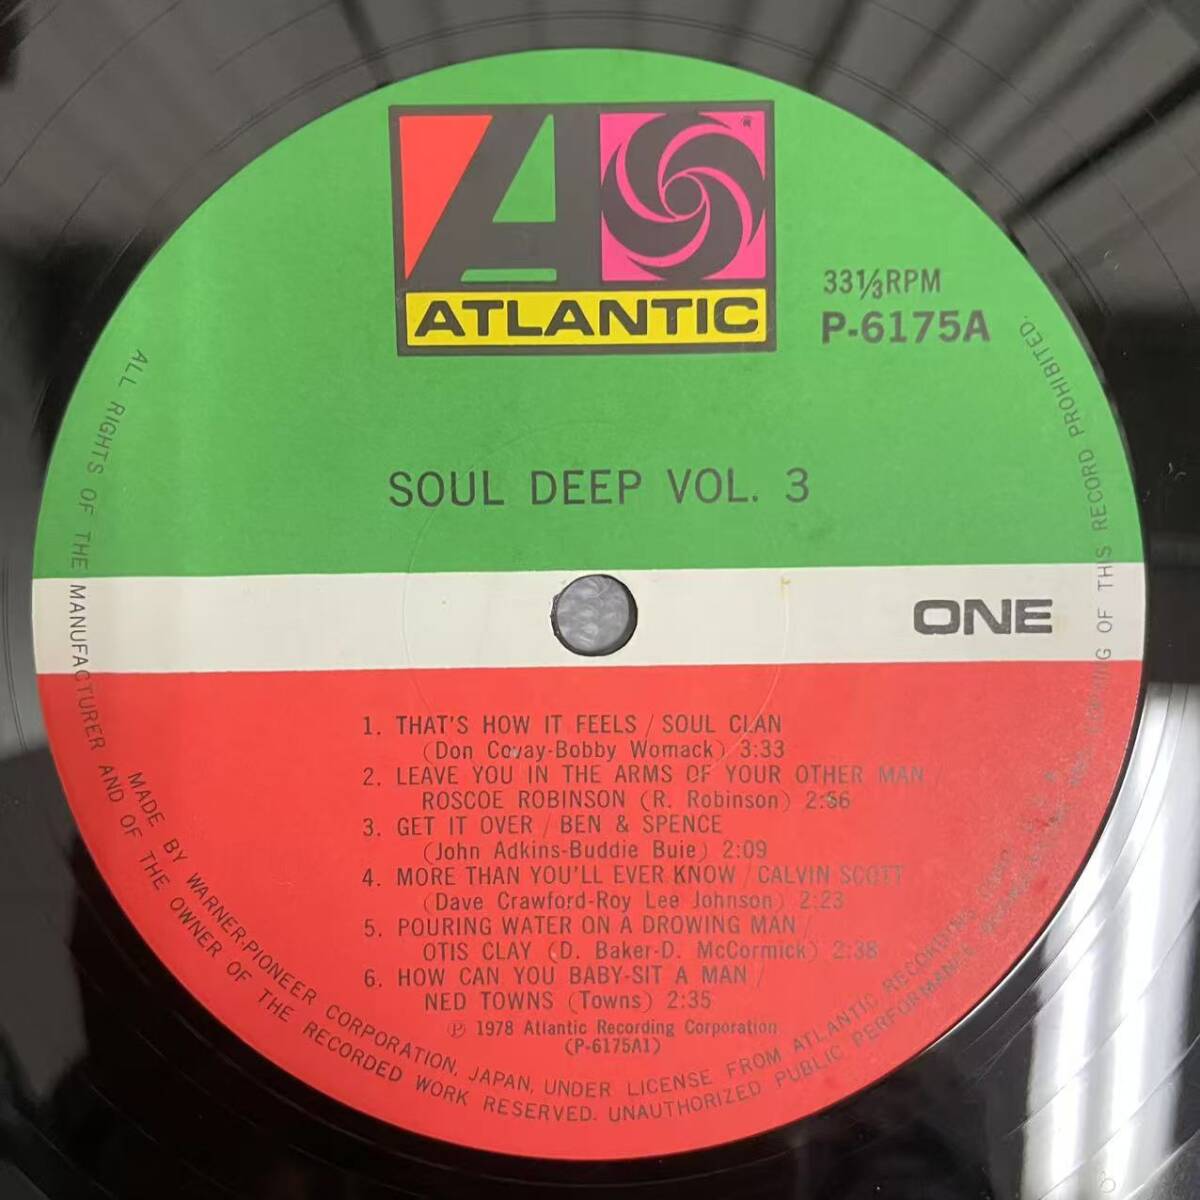 ATLANTIC
®
33⅓RPM
P-6175A
SOUL DEEP VOL. 3
ONE
1. THAT'S HOW IT FEELS / SOUL CLAN
(Don Covay-Bobby Womack) 3:33
2. LEAVE YOU IN THE ARMS OF YOUR OTHER MAN /
ROSCOE ROBINSON (R. Robinson) 2:36
3. GET IT OVER / BEN & SPENCE
(John Adkins-Buddie Buie) 2:09
4. MORE THAN YOU'LL EVER KNOW / CALVIN SCOTT
(Dave Crawford-Roy Lee Johnson) 2:23
5. POURING WATER ON A DROWING MAN /
OTIS CLAY (D. Baker-D. McCormick) 2:38
6. HOW CAN YOU BABY-SIT A MAN /
NED TOWNS (Towns) 2:35
Ⓟ 1978 Atlantic Recording Corporation
(P-6175A1)
MADE BY WARNER-PIONEER CORPORATION, JAPAN, UNDER LICENSE FROM ATLANTIC RECORDING CORP.
ALL RIGHTS OF THE MANUFACTURER AND OF THE OWNER OF THE RECORDED WORK RESERVED. UNAUTHORIZED PUBLIC PERFORMANCE, OF THIS RECORD PROHIBITED.